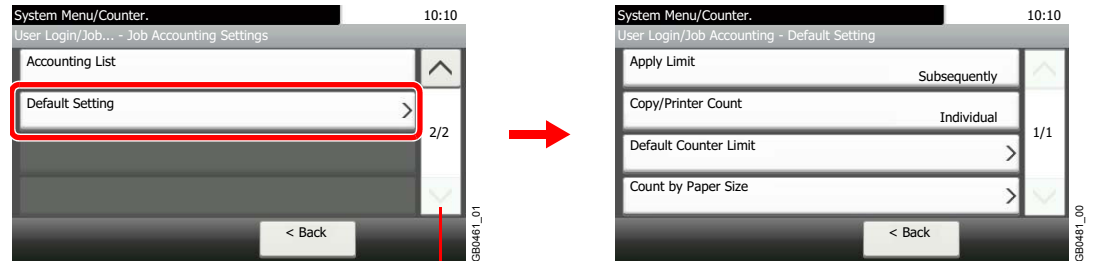 System Menu/Counter.
10:10
User Login/Job... - Job Accounting Settings
Accounting List
Default Setting
2/2
< Back
GB0461_01
System Menu/Counter.
10:10
User Login/Job Accounting - Default Setting
Apply Limit
Subsequently
Copy/Printer Count
Individual
1/1
Default Counter Limit
Count by Paper Size
< Back
GB0481_00